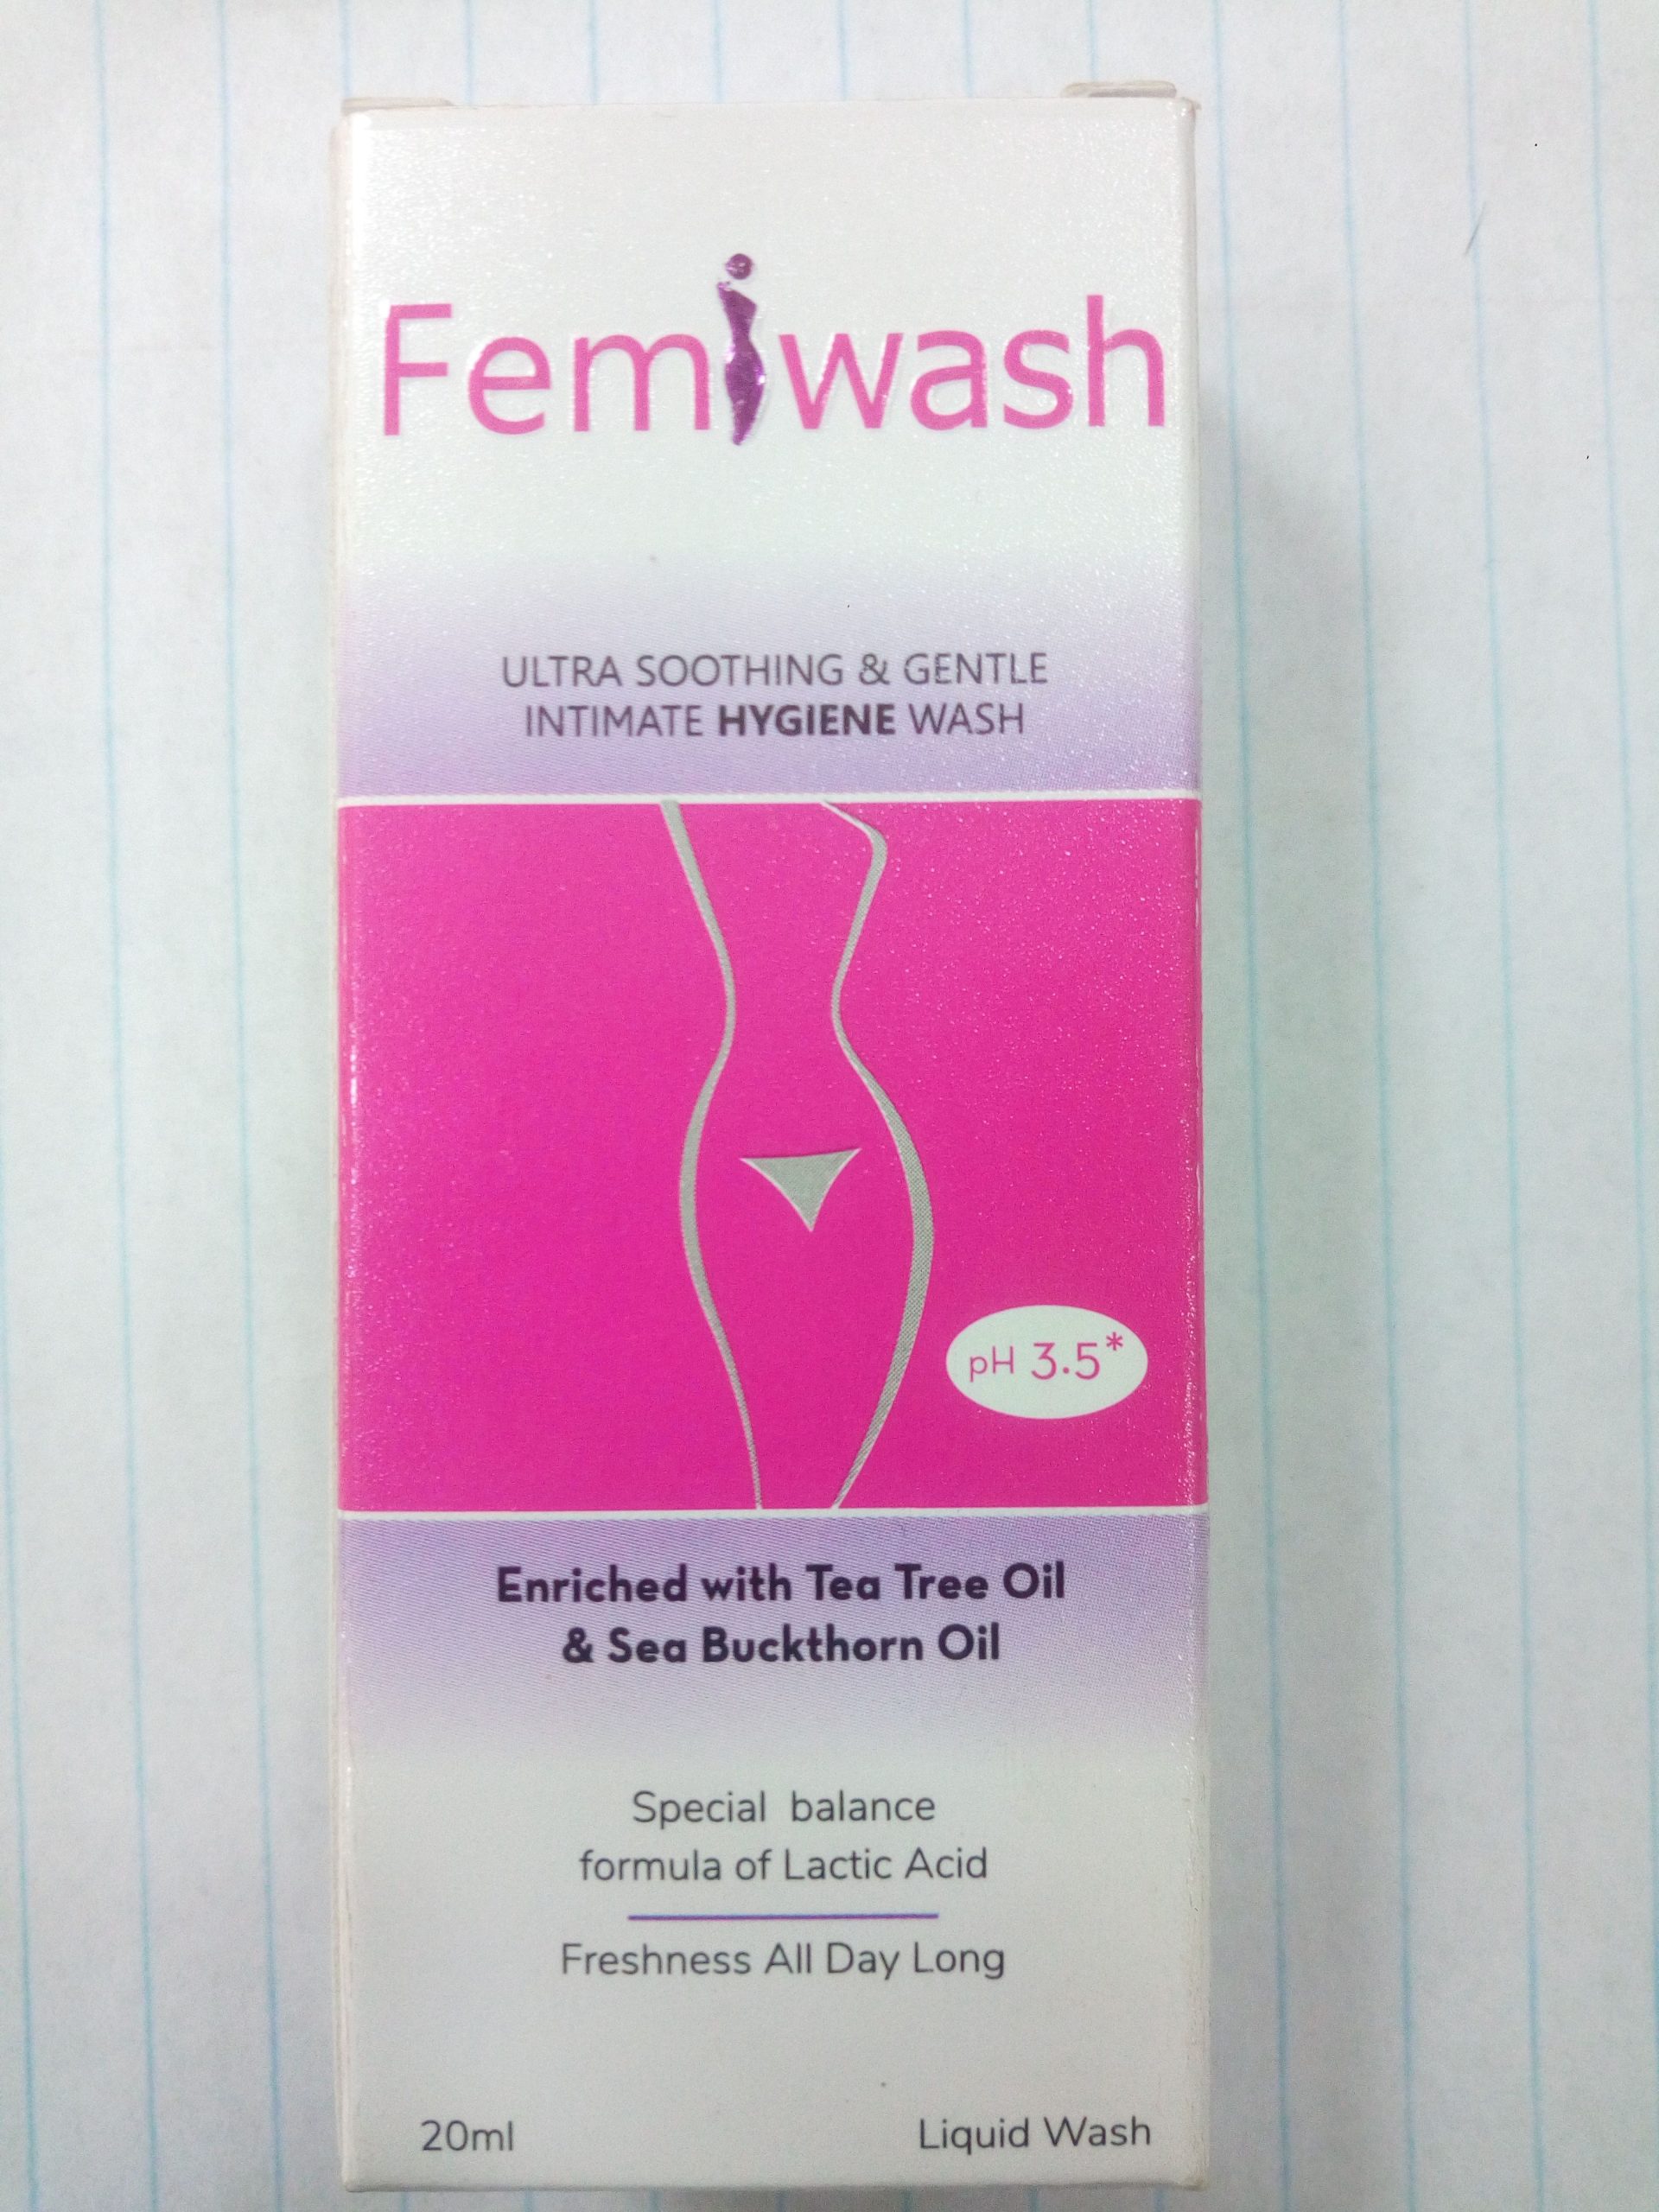 Femiwash
ULTRA SOOTHING & GENTLE
INTIMATE HYGIENE WASH
pH 3.5*
Enriched with Tea Tree Oil
& Sea Buckthorn Oil
Special balance
formula of Lactic Acid
Freshness All Day Long
20ml
Liquid Wash